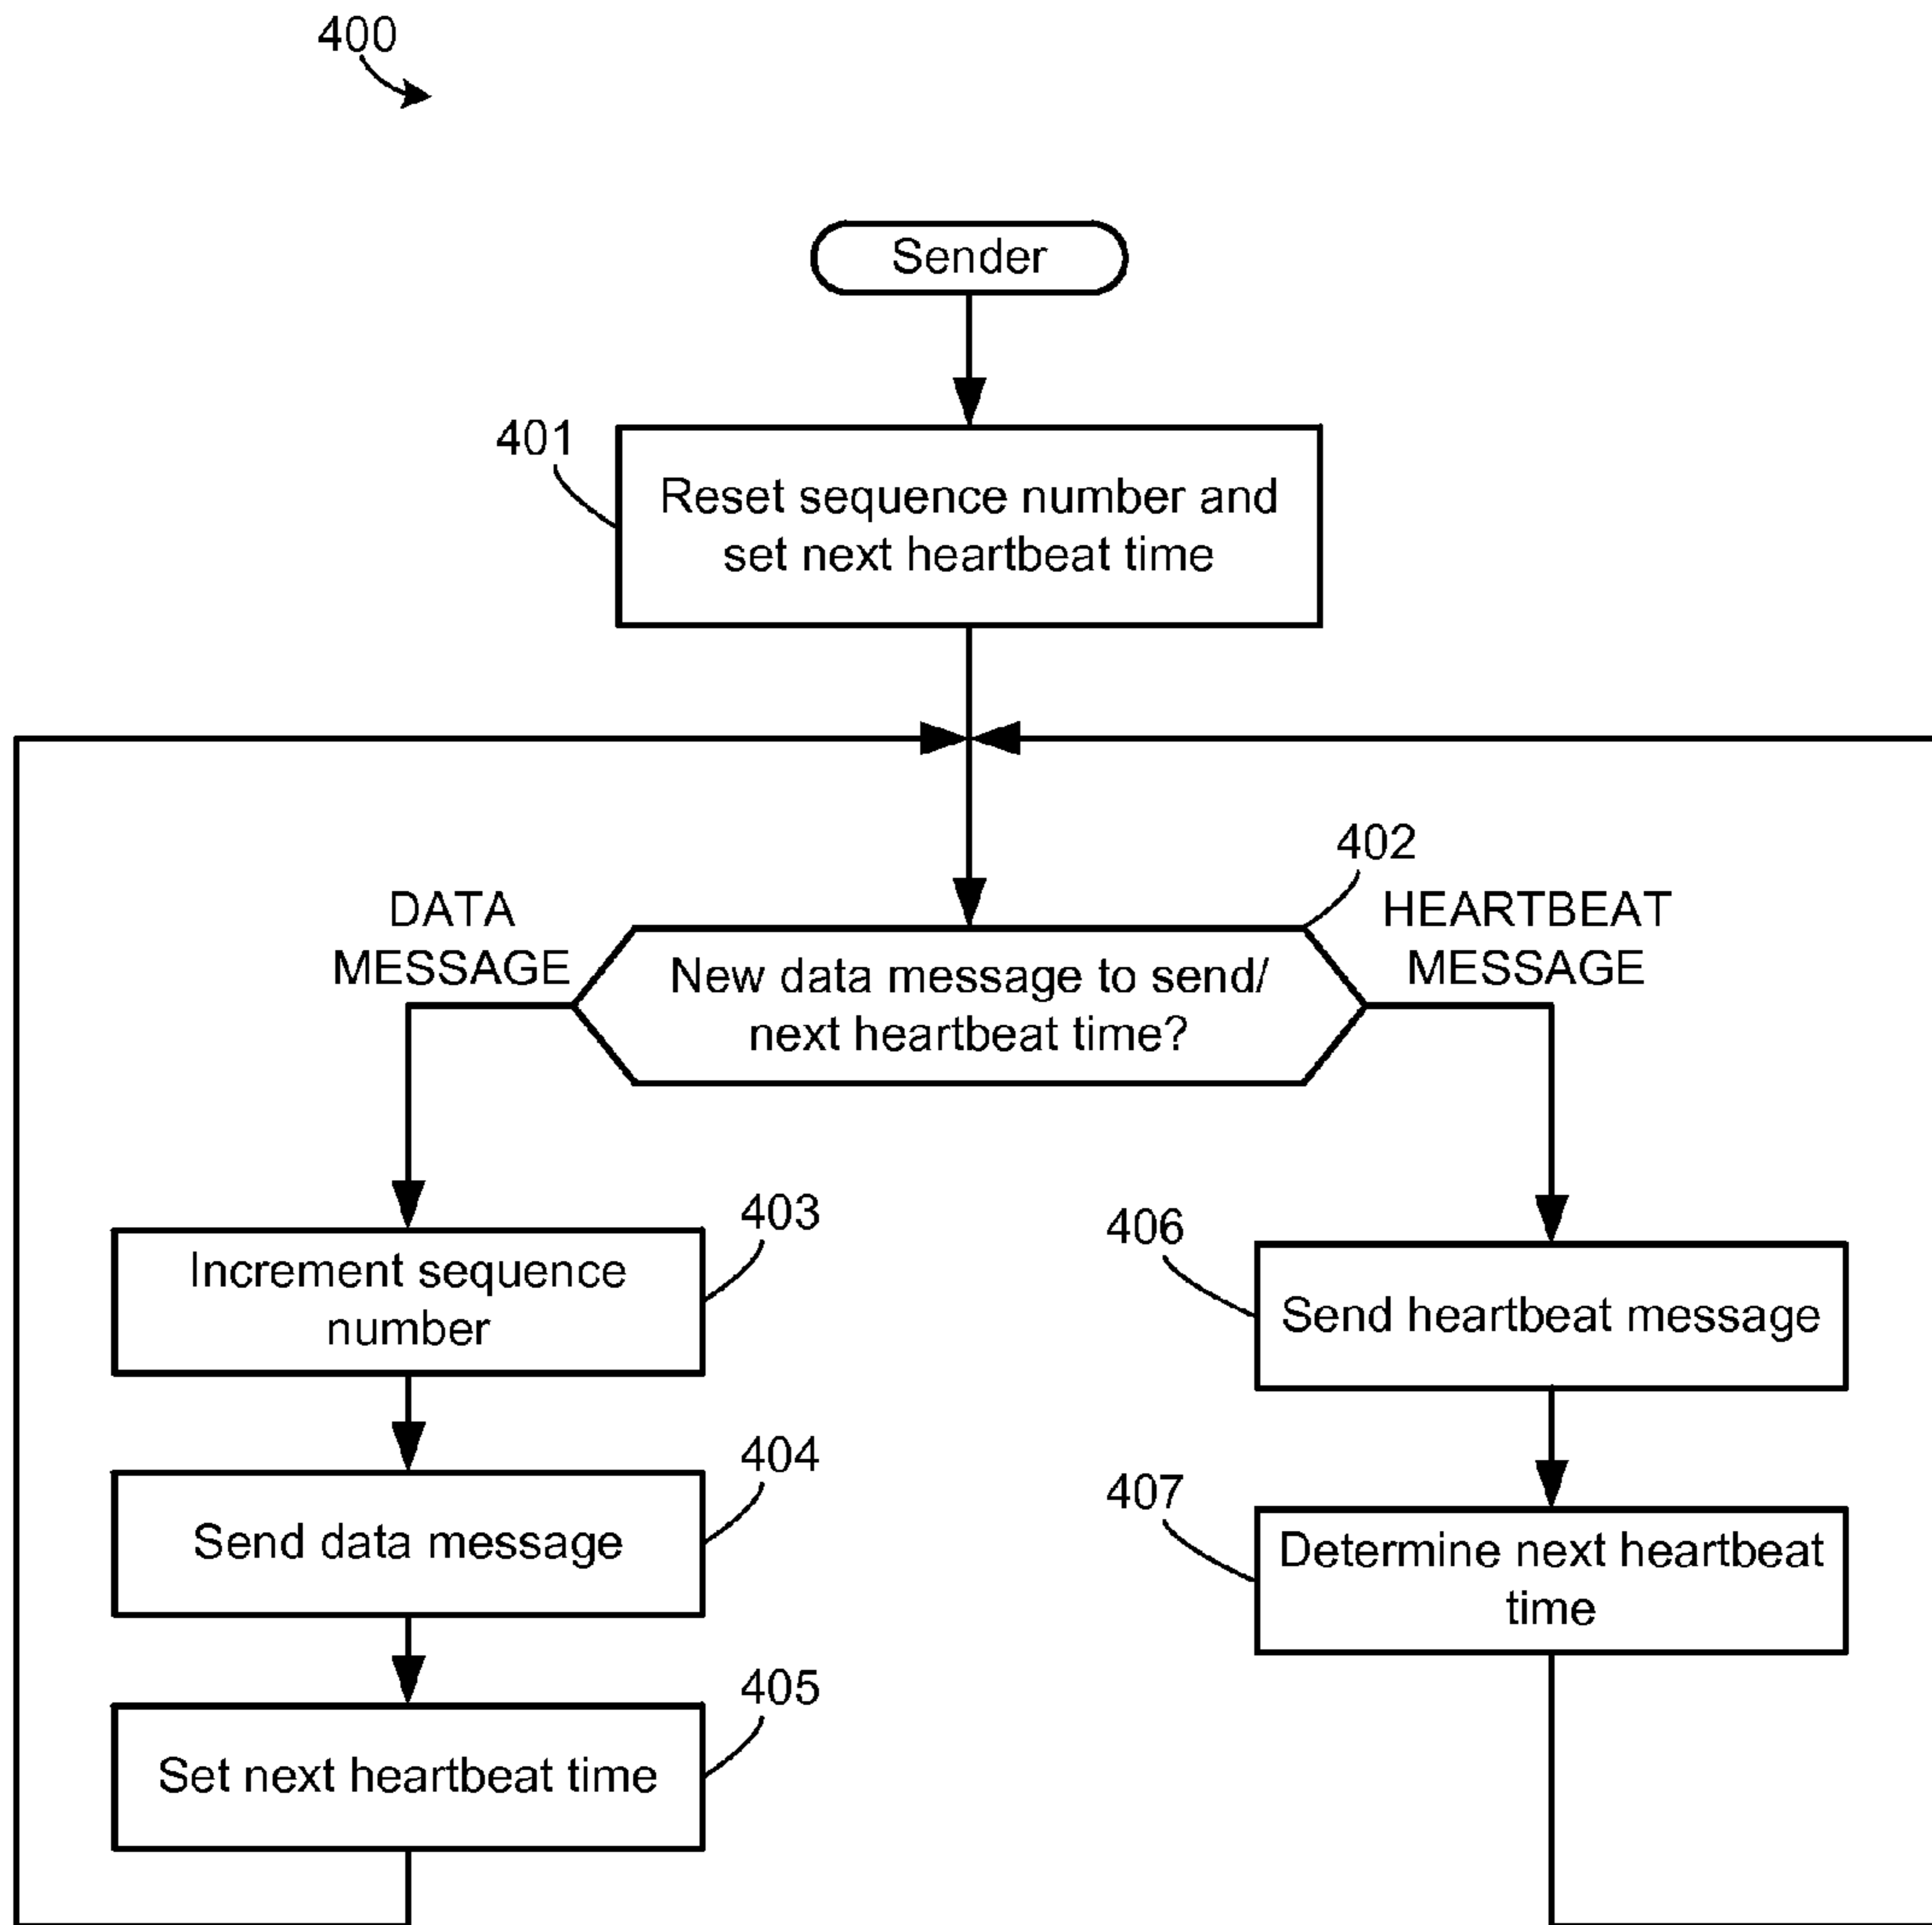 400
Sender
401
Reset sequence number and
set next heartbeat time
402
DATA
MESSAGE
HEARTBEAT
MESSAGE
New data message to send/
next heartbeat time?
403
Increment sequence
number
406
Send heartbeat message
404
Send data message
407
Determine next heartbeat
time
405
Set next heartbeat time